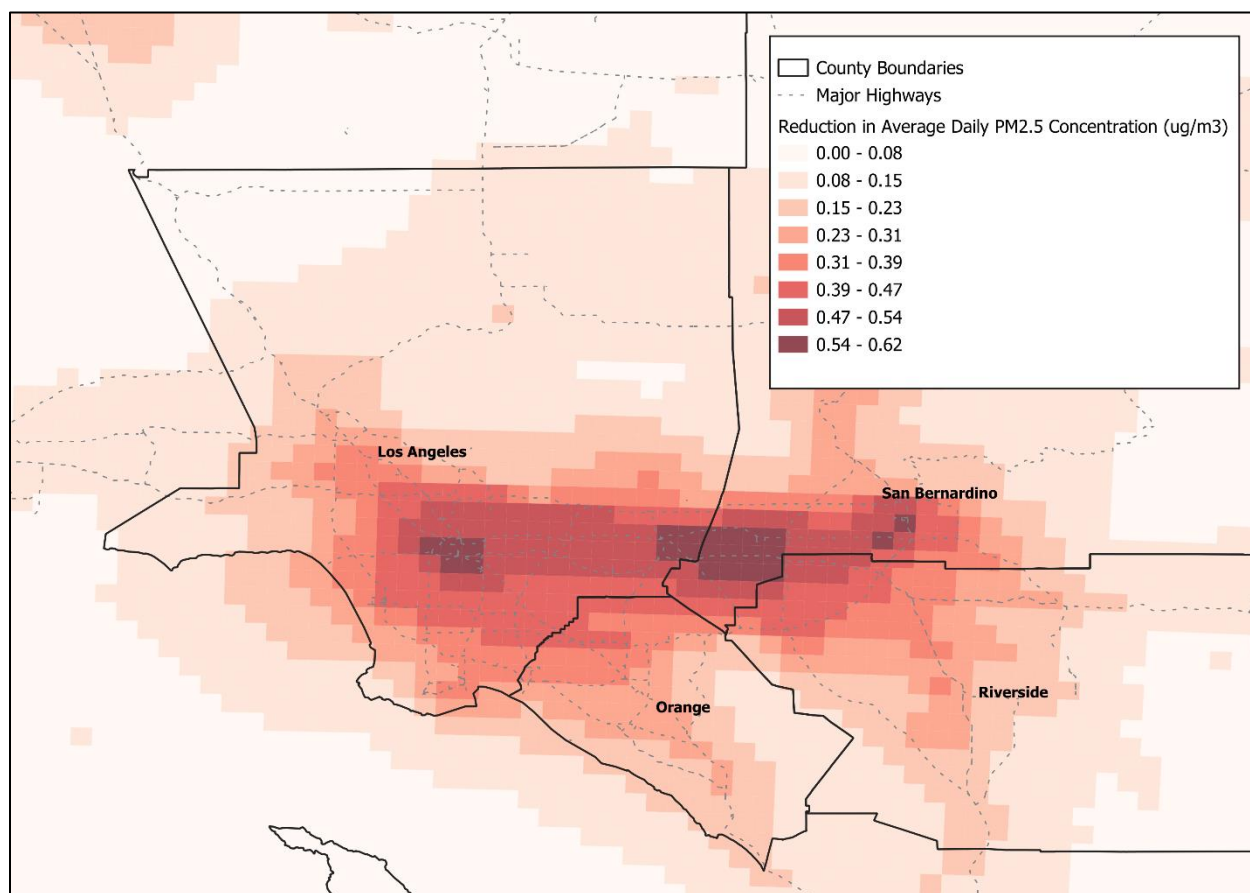 County Boundaries
Major Highways
Reduction in Average Daily PM2.5 Concentration (ug/m3)
0.00 - 0.08
0.08 - 0.15
0.15 - 0.23
0.23 - 0.31
0.31 - 0.39
0.39 - 0.47
0.47 - 0.54
0.54 - 0.62
Los Angeles
San Bernardino
Riverside
Orange